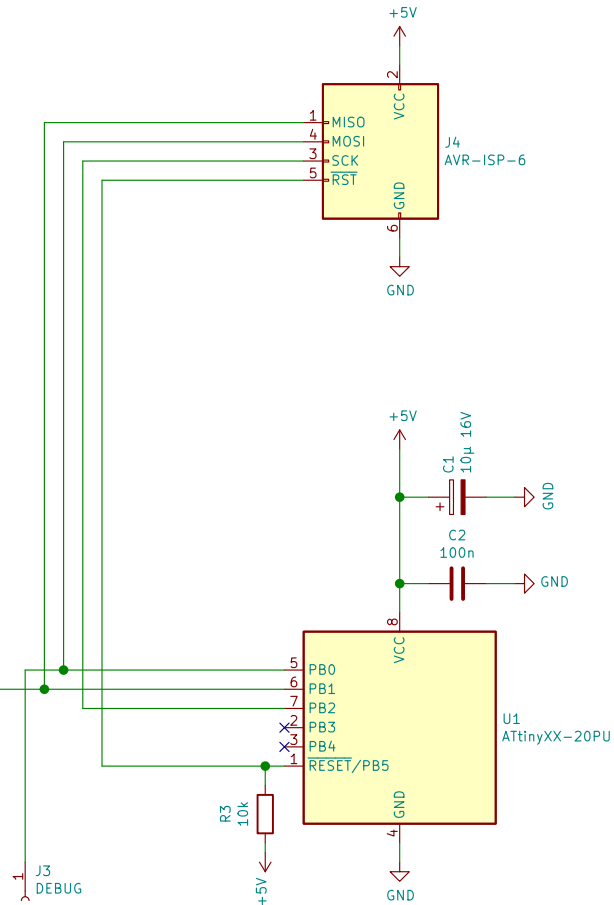 +5V
2
VCC
1 MISO
4 MOSI
3 SCK
5 RST
J4
AVR-ISP-6
GND
6
GND
+5V
C1
10µ 16V
GND
C2
100n
GND
8
VCC
5 PB0
6 PB1
7 PB2
2 PB3
3 PB4
1 RESET/PB5
U1
ATtinyXX-20PU
GND
4
GND
R3
10k
+5V
1
J3
DEBUG